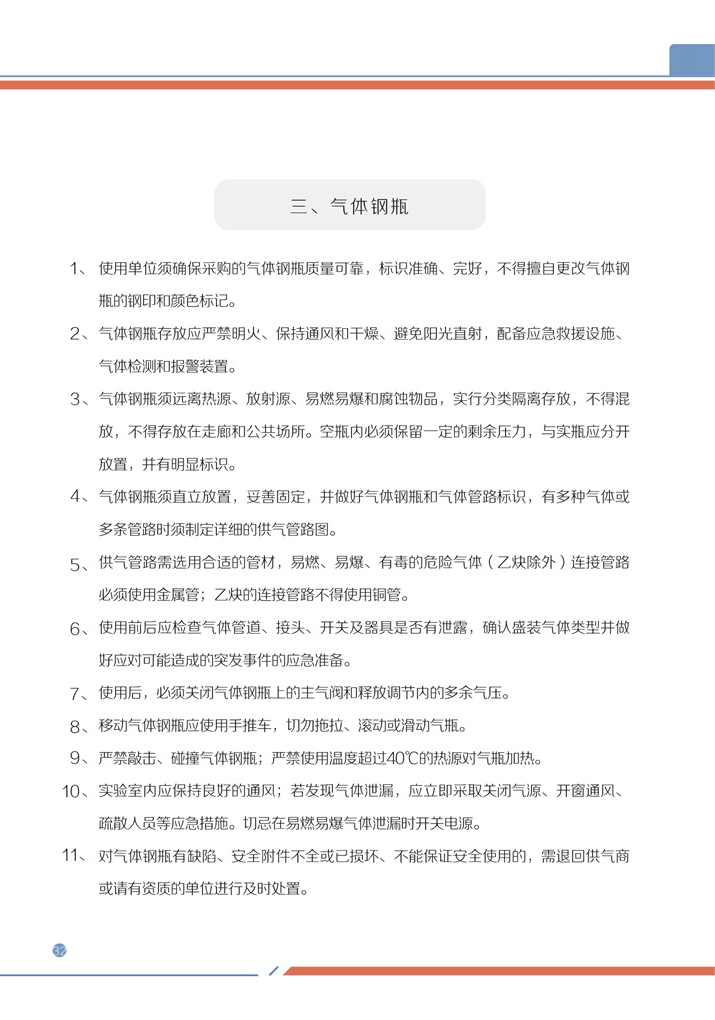 三、气体钢瓶
1、 使用单位须确保采购的气体钢瓶质量可靠，标识准确、完好，不得擅自更改气体钢
瓶的钢印和颜色标记。
2、 气体钢瓶存放应严禁明火、保持通风和干燥、避免阳光直射，配备应急救援设施、
气体检测和报警装置。
3、 气体钢瓶须远离热源、放射源、易燃易爆和腐蚀物品，实行分类隔离存放，不得混
放，不得存放在走廊和公共场所。空瓶内必须保留一定的剩余压力，与实瓶应分开
放置，并有明显标识。
4、 气体钢瓶须直立放置，妥善固定，并做好气体钢瓶和气体管路标识，有多种气体或
多条管路时须制定详细的供气管路图。
5、 供气管路需选用合适的管材，易燃、易爆、有毒的危险气体（乙炔除外）连接管路
必须使用金属管；乙炔的连接管路不得使用铜管。
6、 使用前后应检查气体管道、接头、开关及器具是否有泄露，确认盛装气体类型并做
好应对可能造成的突发事件的应急准备。
7、 使用后，必须关闭气体钢瓶上的主气阀和释放调节内的多余气压。
8、 移动气体钢瓶应使用手推车，切勿拖拉、滚动或滑动气瓶。
9、 严禁敲击、碰撞气体钢瓶；严禁使用温度超过40℃的热源对气瓶加热。
10、 实验室内应保持良好的通风；若发现气体泄漏，应立即采取关闭气源、开窗通风、
疏散人员等应急措施。切忌在易燃易爆气体泄漏时开关电源。
11、 对气体钢瓶有缺陷、安全附件不全或已损坏、不能保证安全使用的，需退回供气商
或请有资质的单位进行及时处置。
32